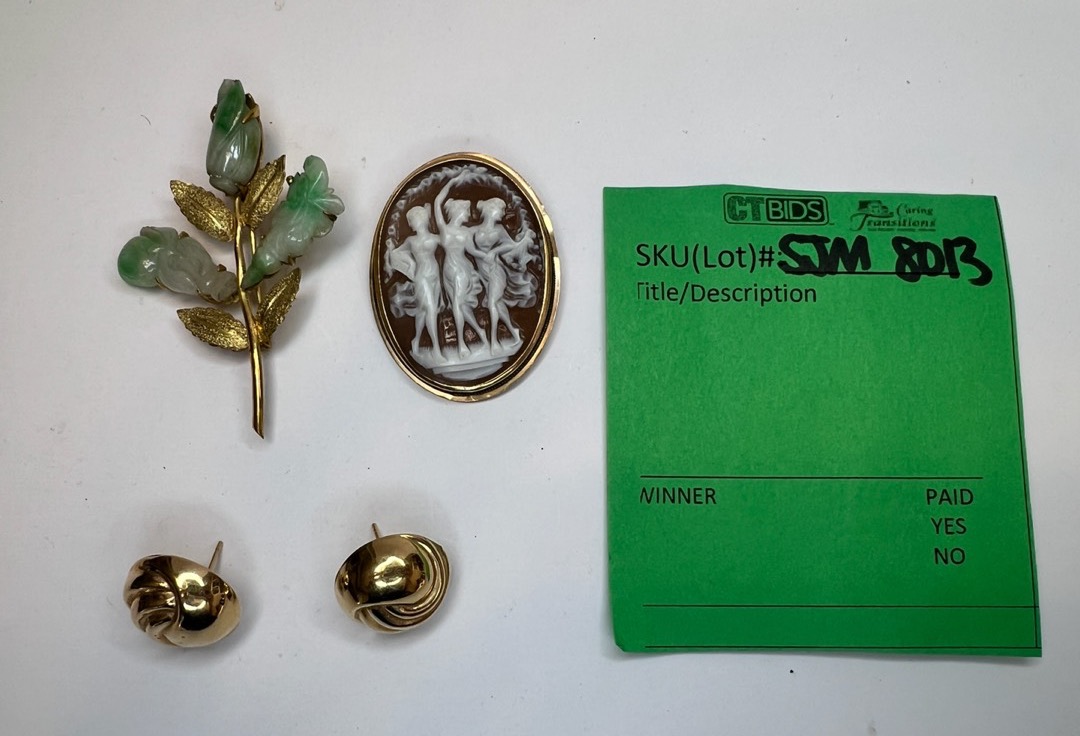 CTBIDS Caring Transitions
SKU(Lot)#: SJM 8013
Title/Description
WINNER PAID
YES
NO